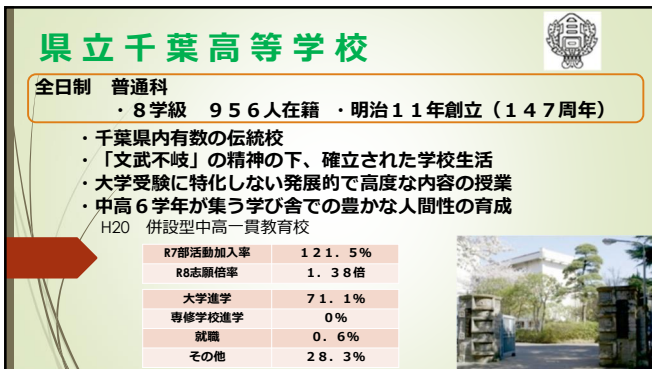 県立千葉高等学校
全日制　普通科
・８学級　９５６人在籍　・明治１１年創立（１４７周年）
・千葉県内有数の伝統校
・「文武不岐」の精神の下、確立された学校生活
・大学受験に特化しない発展的で高度な内容の授業
・中高６学年が集う学び舎での豊かな人間性の育成
H20　併設型中高一貫教育校
R7部活動加入率　１２１．５%
R8志願倍率　１．３８倍
大学進学　７１．１%
専修学校進学　０%
就職　０．６%
その他　２８．３%